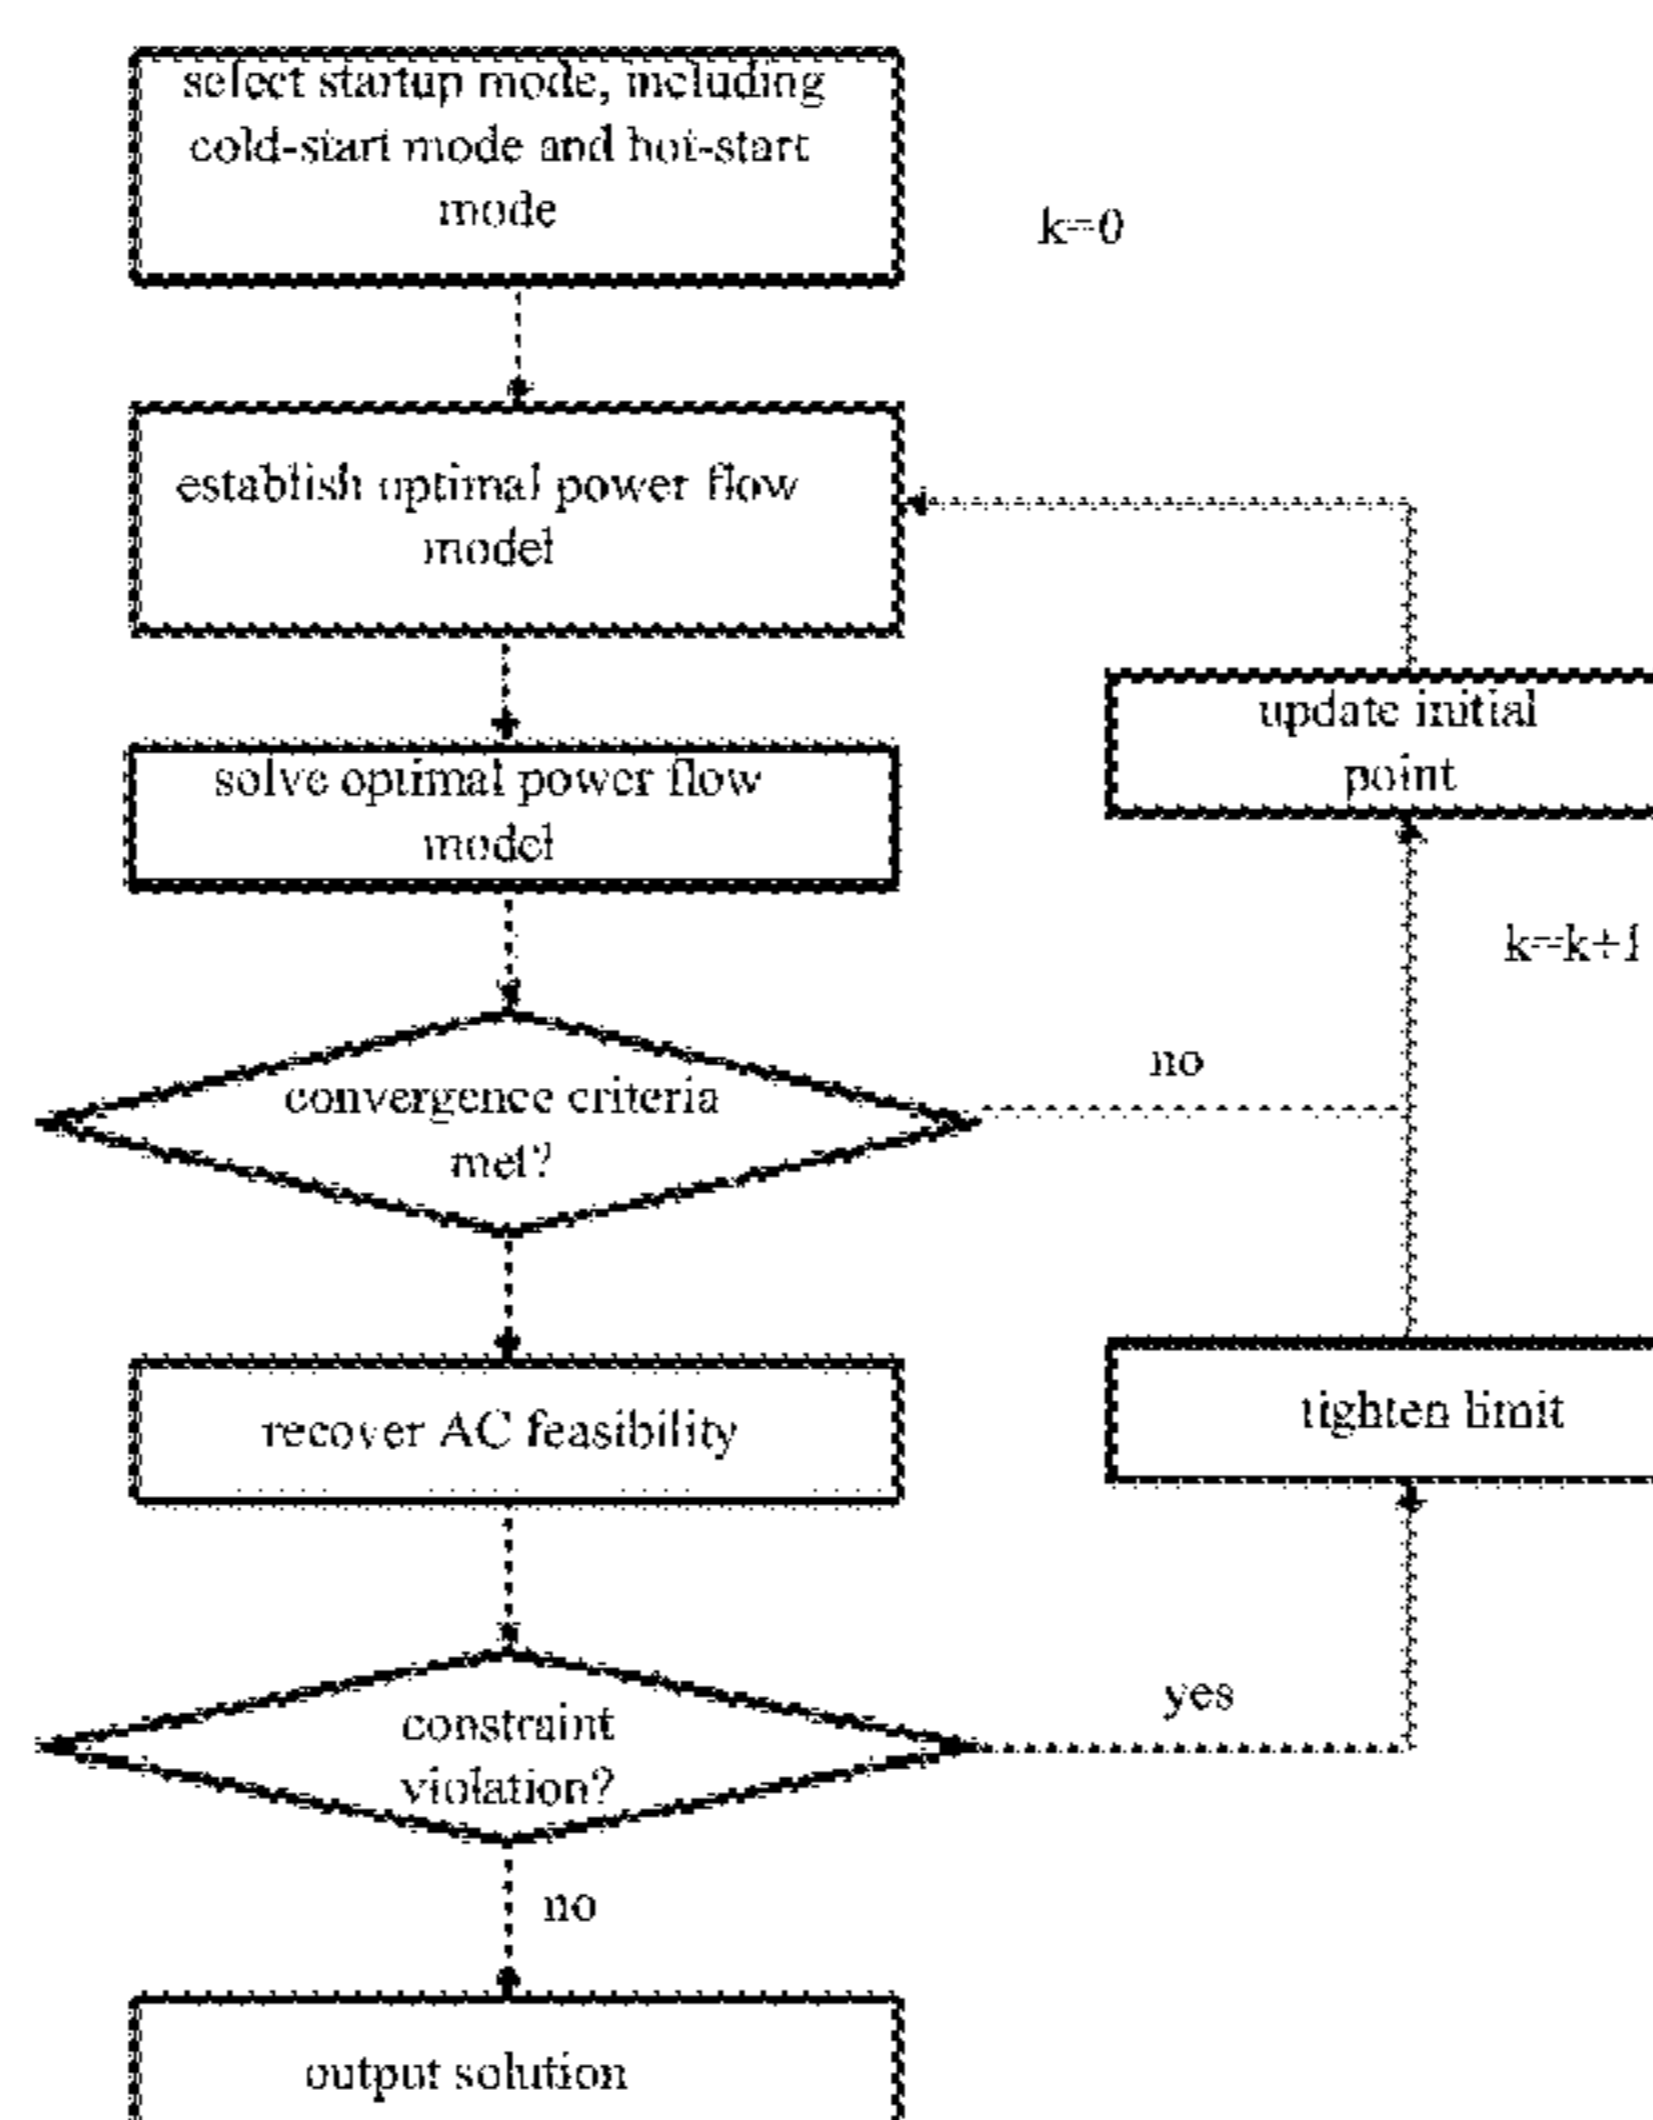 select startup mode, including
cold-start mode and hot-start
mode
k=0
establish optimal power flow
model
update initial
point
solve optimal power flow
model
k=k+1
no
convergence criteria
met?
tighten limit
recover AC feasibility
yes
constraint
violation?
no
output solution